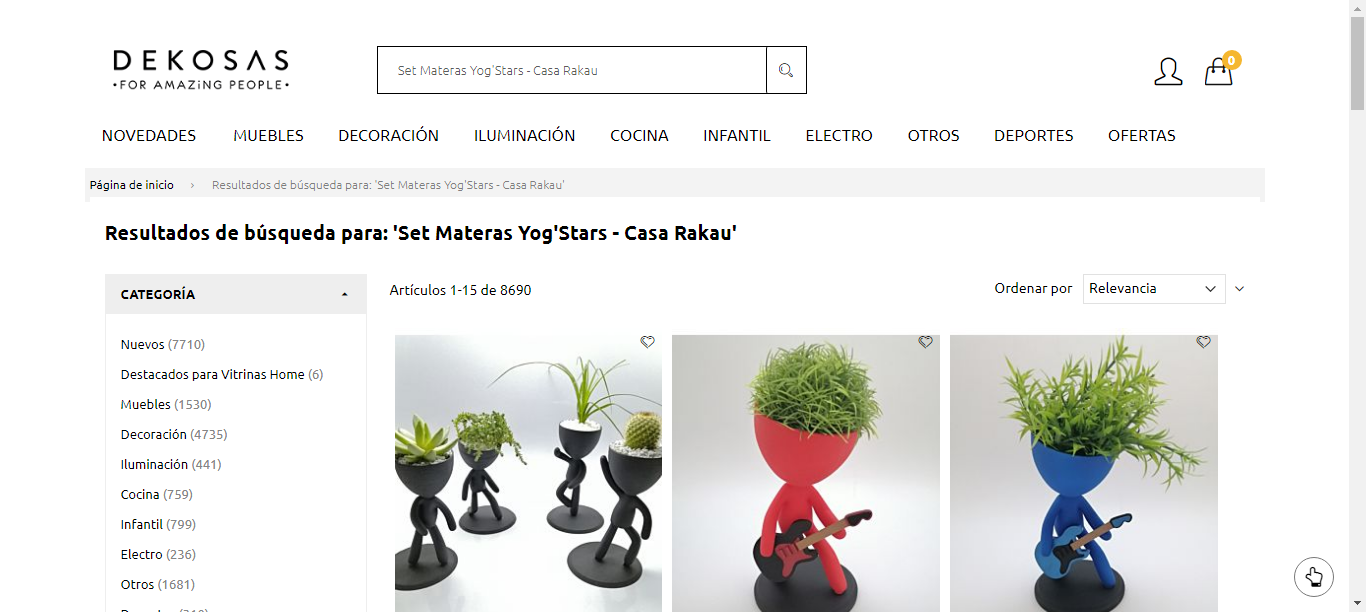 DEKOSAS
•FOR AMAZiNG PEOPLE•
Set Materas Yog'Stars - Casa Rakau
0
NOVEDADES MUEBLES DECORACIÓN ILUMINACIÓN COCINA INFANTIL ELECTRO OTROS DEPORTES OFERTAS
Página de inicio › Resultados de búsqueda para: 'Set Materas Yog'Stars - Casa Rakau'
Resultados de búsqueda para: 'Set Materas Yog'Stars - Casa Rakau'
CATEGORÍA
Artículos 1-15 de 8690
Ordenar por Relevancia
Nuevos (7710)
Destacados para Vitrinas Home (6)
Muebles (1530)
Decoración (4735)
Iluminación (441)
Cocina (759)
Infantil (799)
Electro (236)
Otros (1681)